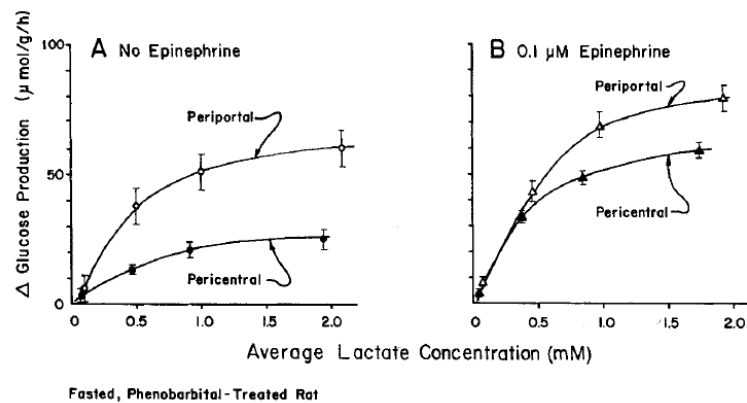 A No Epinephrine
B 0.1 μM Epinephrine
Δ Glucose Production (μmol/g/h)
100
50
0
Periportal
Pericentral
Periportal
Pericentral
0 0.5 1.0 1.5 2.0
0 0.5 1.0 1.5 2.0
Average Lactate Concentration (mM)
Fasted, Phenobarbital-Treated Rat